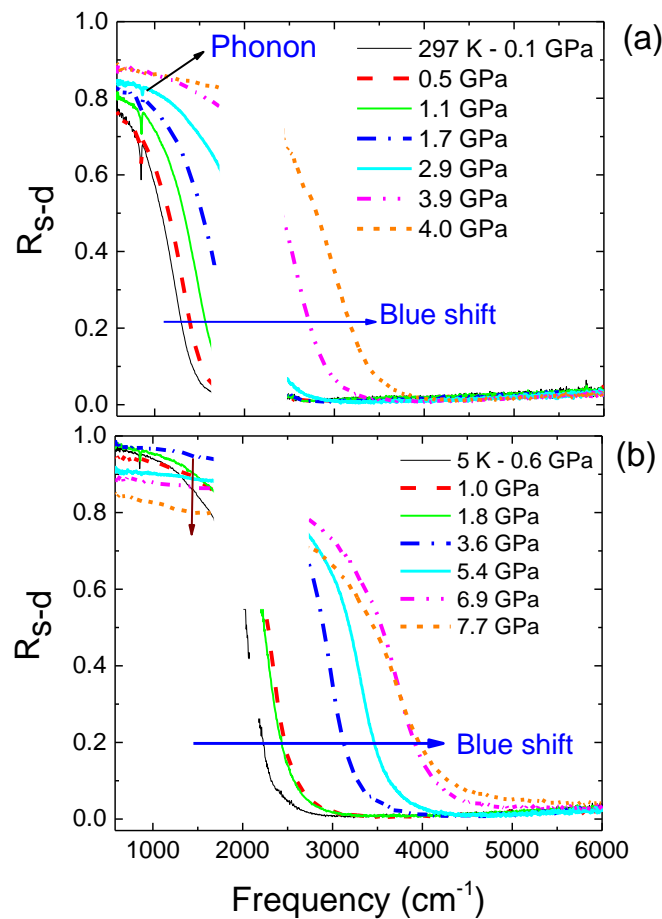 (a)
Phonon
297 K - 0.1 GPa
0.5 GPa
1.1 GPa
1.7 GPa
2.9 GPa
3.9 GPa
4.0 GPa
Blue shift
R_{s-d}
1.0
0.8
0.6
0.4
0.2
0.0
(b)
5 K - 0.6 GPa
1.0 GPa
1.8 GPa
3.6 GPa
5.4 GPa
6.9 GPa
7.7 GPa
Blue shift
R_{s-d}
1.0
0.8
0.6
0.4
0.2
0.0
1000 2000 3000 4000 5000 6000
Frequency (cm⁻¹)